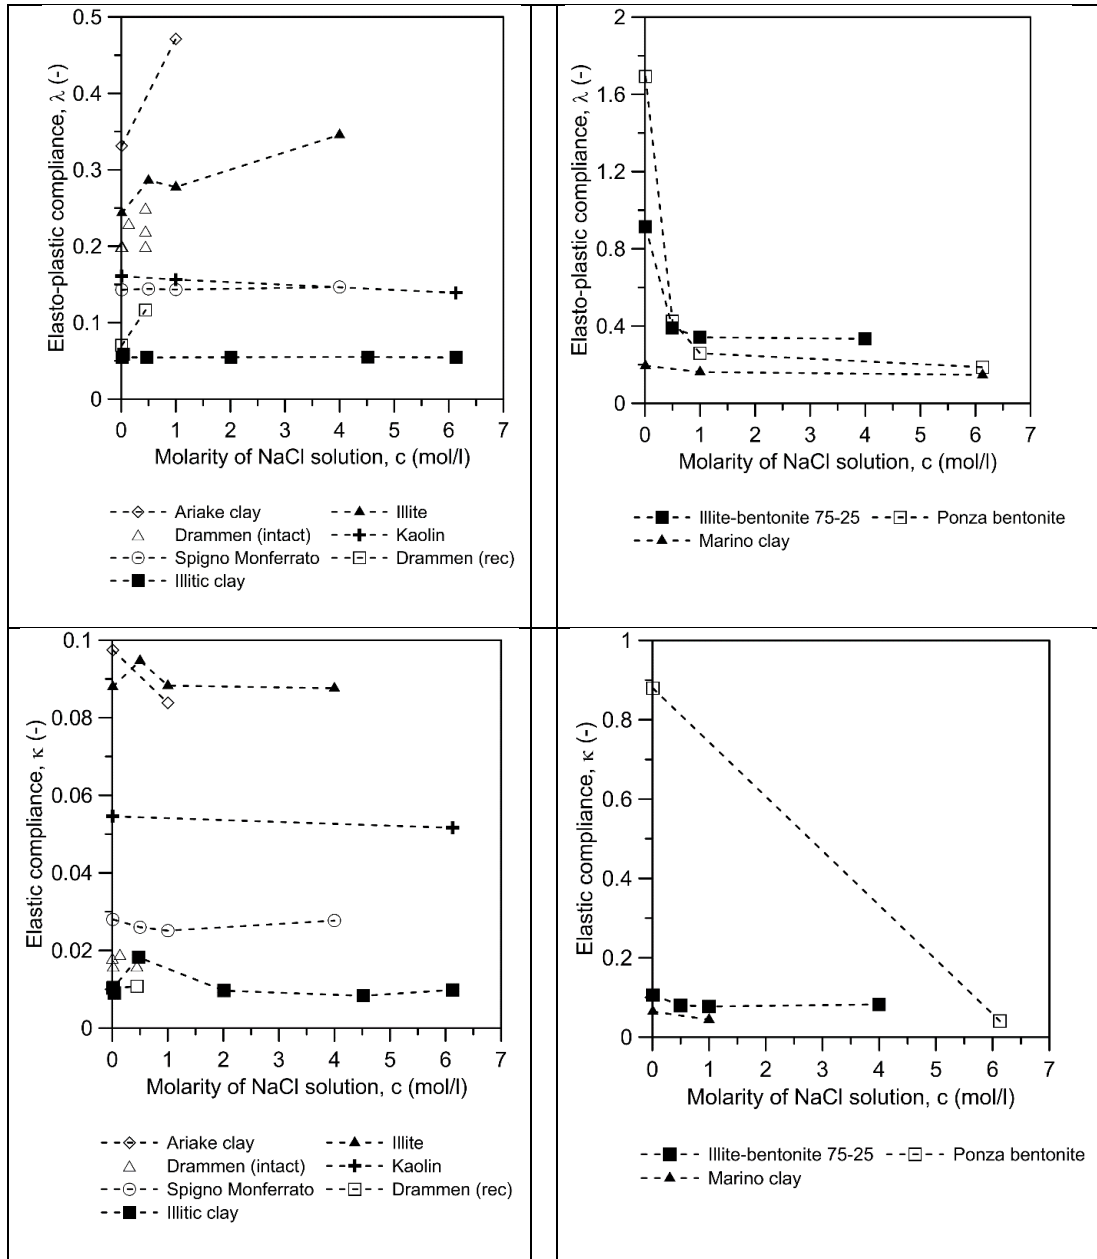 Elasto-plastic compliance, λ (-)
0.5
0.4
0.3
0.2
0.1
0
0 1 2 3 4 5 6 7
Molarity of NaCl solution, c (mol/l)
Ariake clay Illite
Drammen (intact) Kaolin
Spigno Monferrato Drammen (rec)
Illitic clay
Elasto-plastic compliance, λ (-)
2
1.6
1.2
0.8
0.4
0
0 1 2 3 4 5 6 7
Molarity of NaCl solution, c (mol/l)
Illite-bentonite 75-25 Ponza bentonite
Marino clay
Elastic compliance, κ (-)
0.1
0.08
0.06
0.04
0.02
0
0 1 2 3 4 5 6 7
Molarity of NaCl solution, c (mol/l)
Ariake clay Illite
Drammen (intact) Kaolin
Spigno Monferrato Drammen (rec)
Illitic clay
Elastic compliance, κ (-)
1
0.8
0.6
0.4
0.2
0
0 1 2 3 4 5 6 7
Molarity of NaCl solution, c (mol/l)
Illite-bentonite 75-25 Ponza bentonite
Marino clay